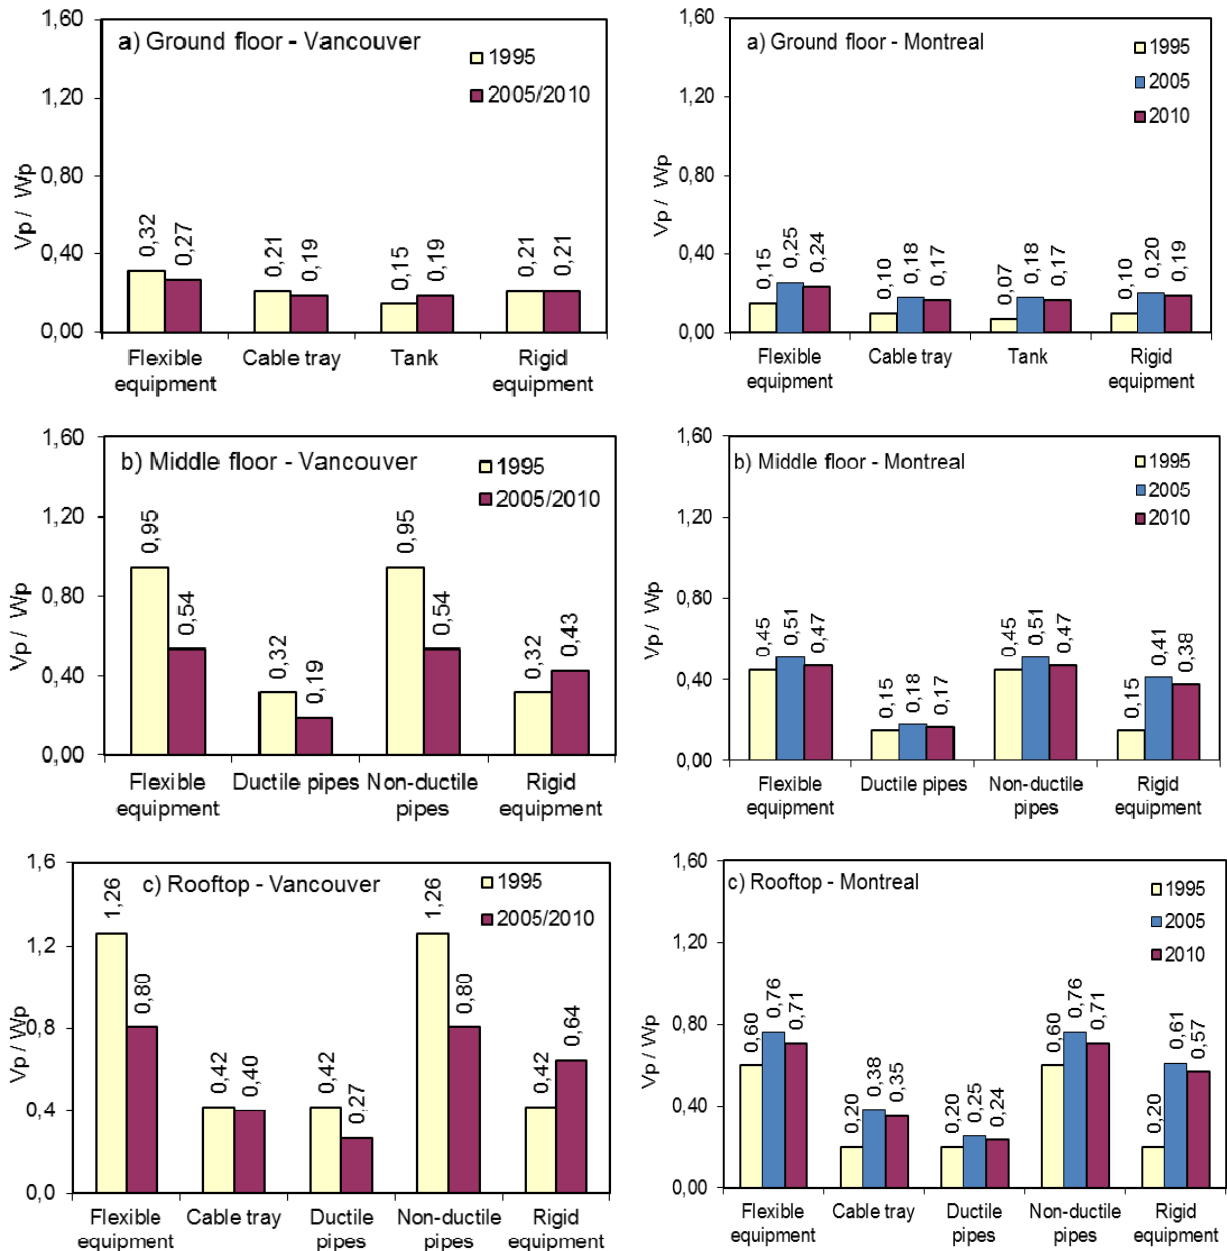 a) Ground floor - Vancouver
1995
2005/2010
Vp / Wp
1,60
1,20
0,80
0,40
0,00
0,32
0,27
0,21
0,19
0,15
0,19
0,21
0,21
Flexible equipment
Cable tray
Tank
Rigid equipment
a) Ground floor - Montreal
1995
2005
2010
Vp / Wp
1,60
1,20
0,80
0,40
0,00
0,15
0,25
0,24
0,10
0,18
0,17
0,07
0,18
0,17
0,10
0,20
0,19
Flexible equipment
Cable tray
Tank
Rigid equipment
b) Middle floor - Vancouver
1995
2005/2010
Vp / Wp
1,60
1,20
0,80
0,40
0,00
0,95
0,54
0,32
0,19
0,95
0,54
0,32
0,43
Flexible equipment
Ductile pipes
Non-ductile pipes
Rigid equipment
b) Middle floor - Montreal
1995
2005
2010
Vp / Wp
1,60
1,20
0,80
0,40
0,00
0,45
0,51
0,47
0,15
0,18
0,17
0,45
0,51
0,47
0,15
0,41
0,38
Flexible equipment
Ductile pipes
Non-ductile pipes
Rigid equipment
c) Rooftop - Vancouver
1995
2005/2010
Vp / Wp
1,6
1,2
0,8
0,4
0,0
1,26
0,80
0,42
0,40
0,42
0,27
1,26
0,80
0,42
0,64
Flexible equipment
Cable tray
Ductile pipes
Non-ductile pipes
Rigid equipment
c) Rooftop - Montreal
1995
2005
2010
Vp / Wp
1,60
1,20
0,80
0,40
0,00
0,60
0,76
0,71
0,20
0,38
0,35
0,20
0,25
0,24
0,60
0,76
0,71
0,20
0,61
0,57
Flexible equipment
Cable tray
Ductile pipes
Non-ductile pipes
Rigid equipment